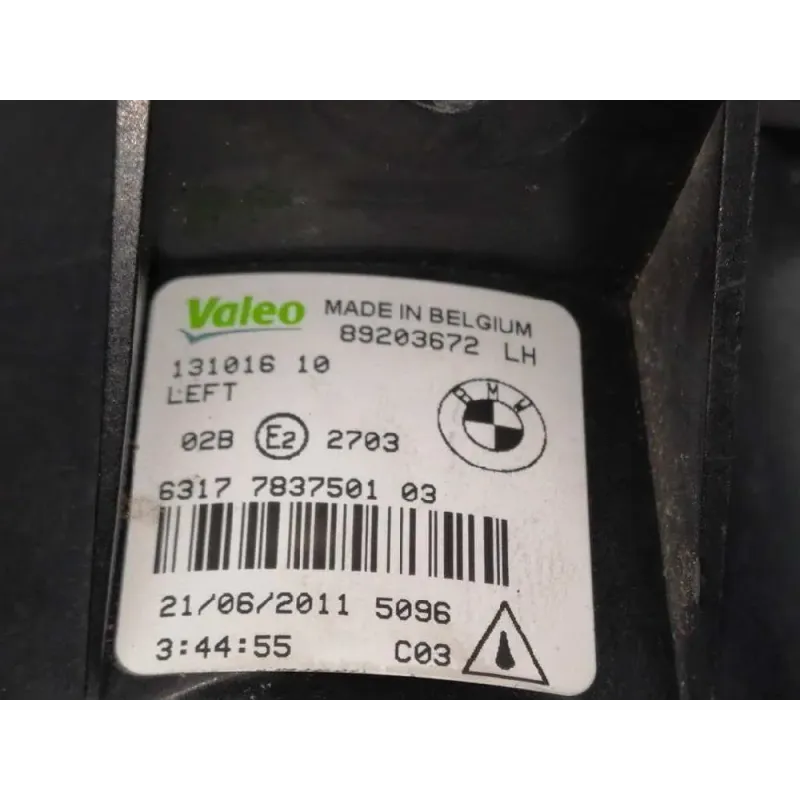 Valeo MADE IN BELGIUM
89203672 LH
131016 10
LEFT
BMW
02B E2 2703
6317 7837501 03
21/06/2011 5096
3:44:55 C03